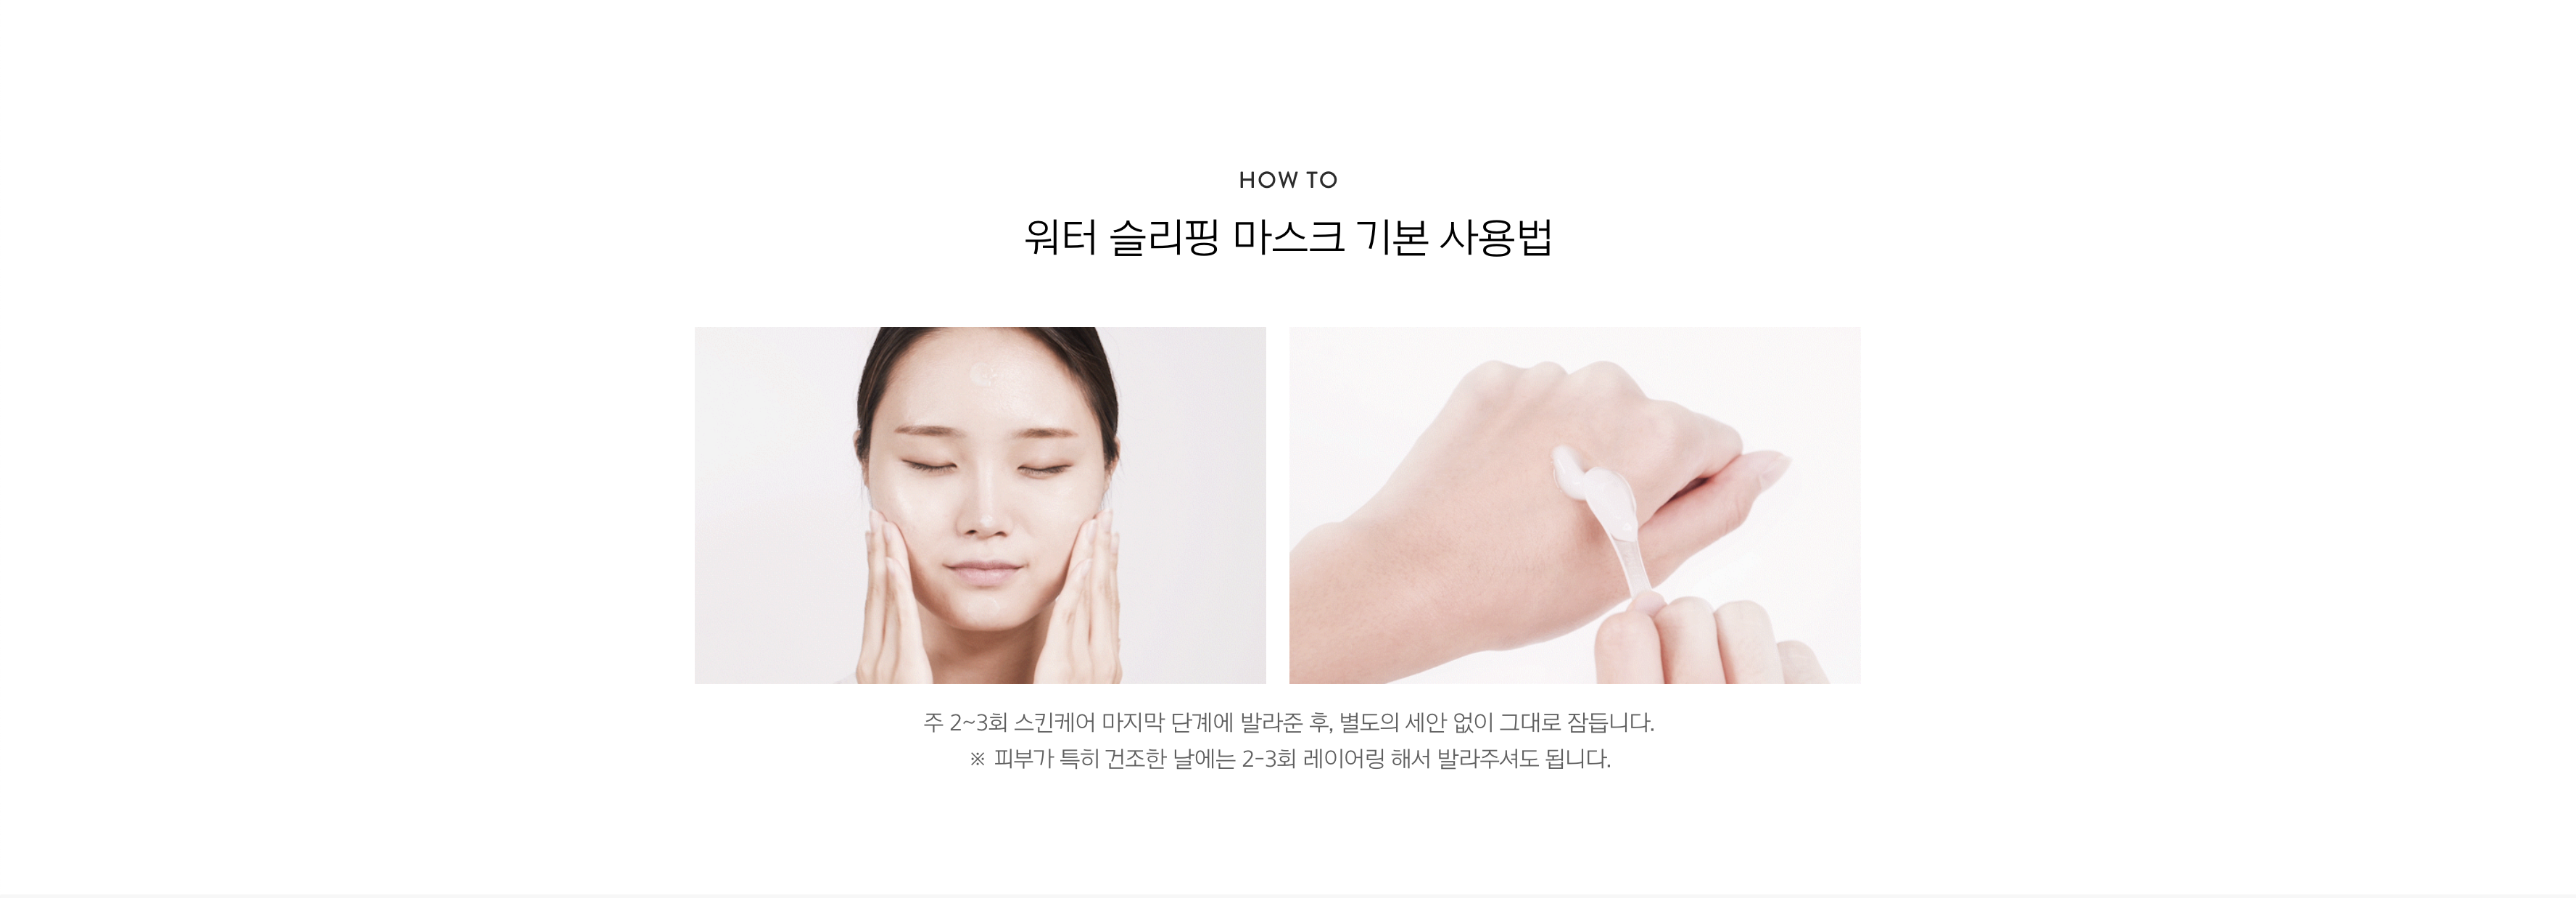 HOW TO
워터 슬리핑 마스크 기본 사용법
주 2~3회 스킨케어 마지막 단계에 발라준 후, 별도의 세안 없이 그대로 잠듭니다.
※ 피부가 특히 건조한 날에는 2-3회 레이어링 해서 발라주셔도 됩니다.